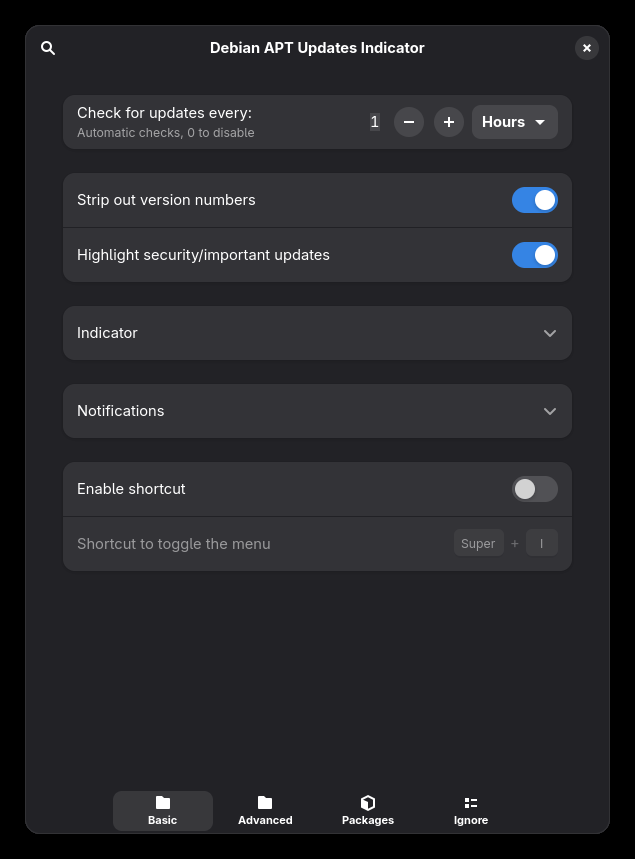 Debian APT Updates Indicator
Check for updates every:
Automatic checks, 0 to disable
1
Hours
Strip out version numbers
Highlight security/important updates
Indicator
Notifications
Enable shortcut
Shortcut to toggle the menu
Super + I
Basic
Advanced
Packages
Ignore